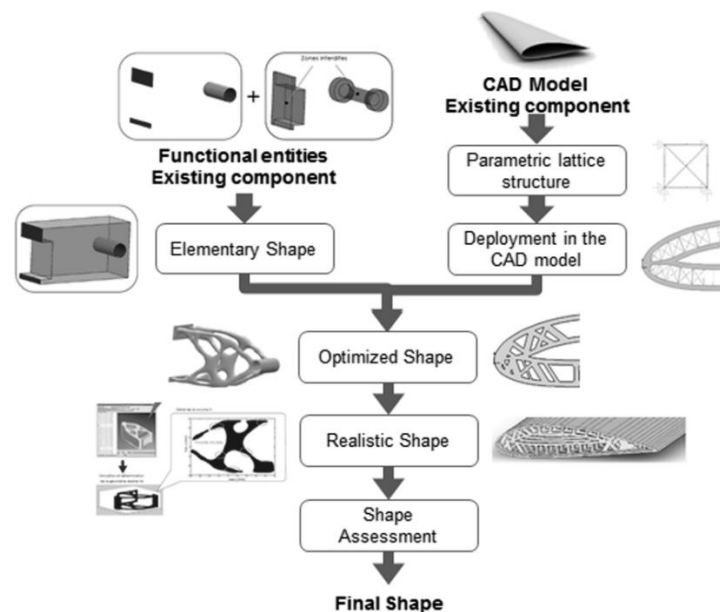 Zones interdites
+
CAD Model
Existing component
Functional entities
Existing component
Parametric lattice
structure
Elementary Shape
Deployment in the
CAD model
Optimized Shape
Realistic Shape
Shape
Assessment
Final Shape